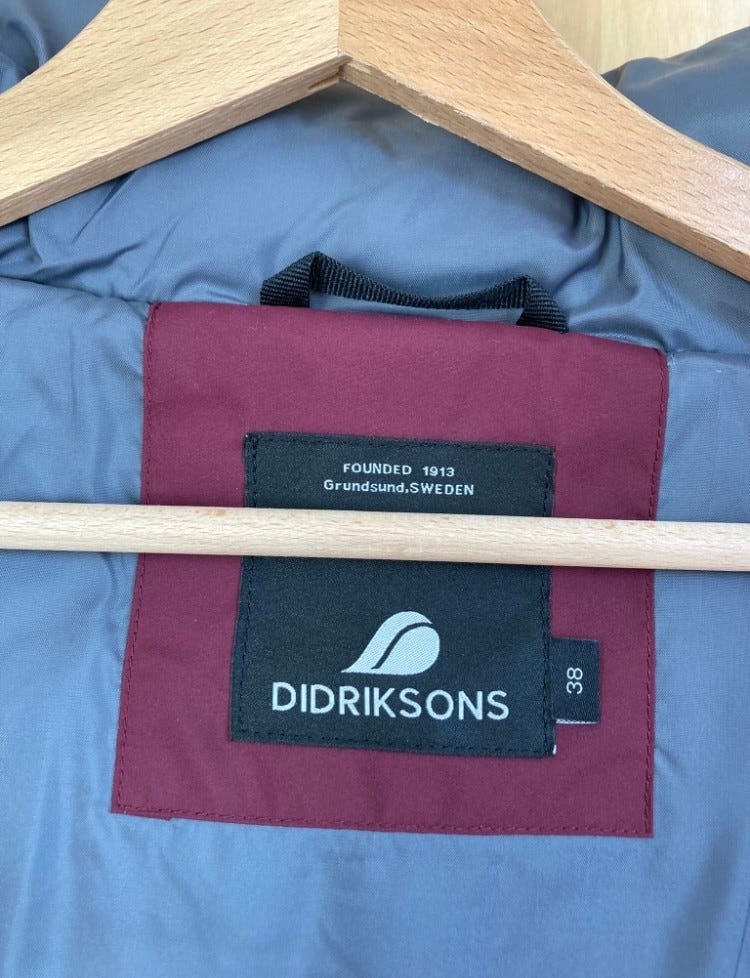 FOUNDED 1913
Grundsund,SWEDEN
DIDRIKSONS
38